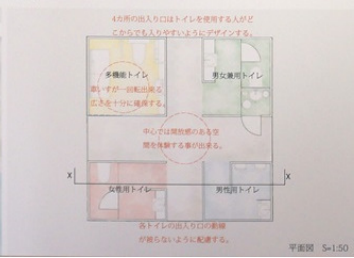 4カ所の出入り口はトイレを使用する人がど
こからでも入りやすいようにデザインする。
多機能トイレ
男女兼用トイレ
車いすが一回転出来る
広さを十分に確保する。
中心では開放感のある空
間を体験する事が出来る。
X
X
女性用トイレ
男性用トイレ
各トイレの出入り口の動線
が被らないように配慮する。
平面図 S=1:50